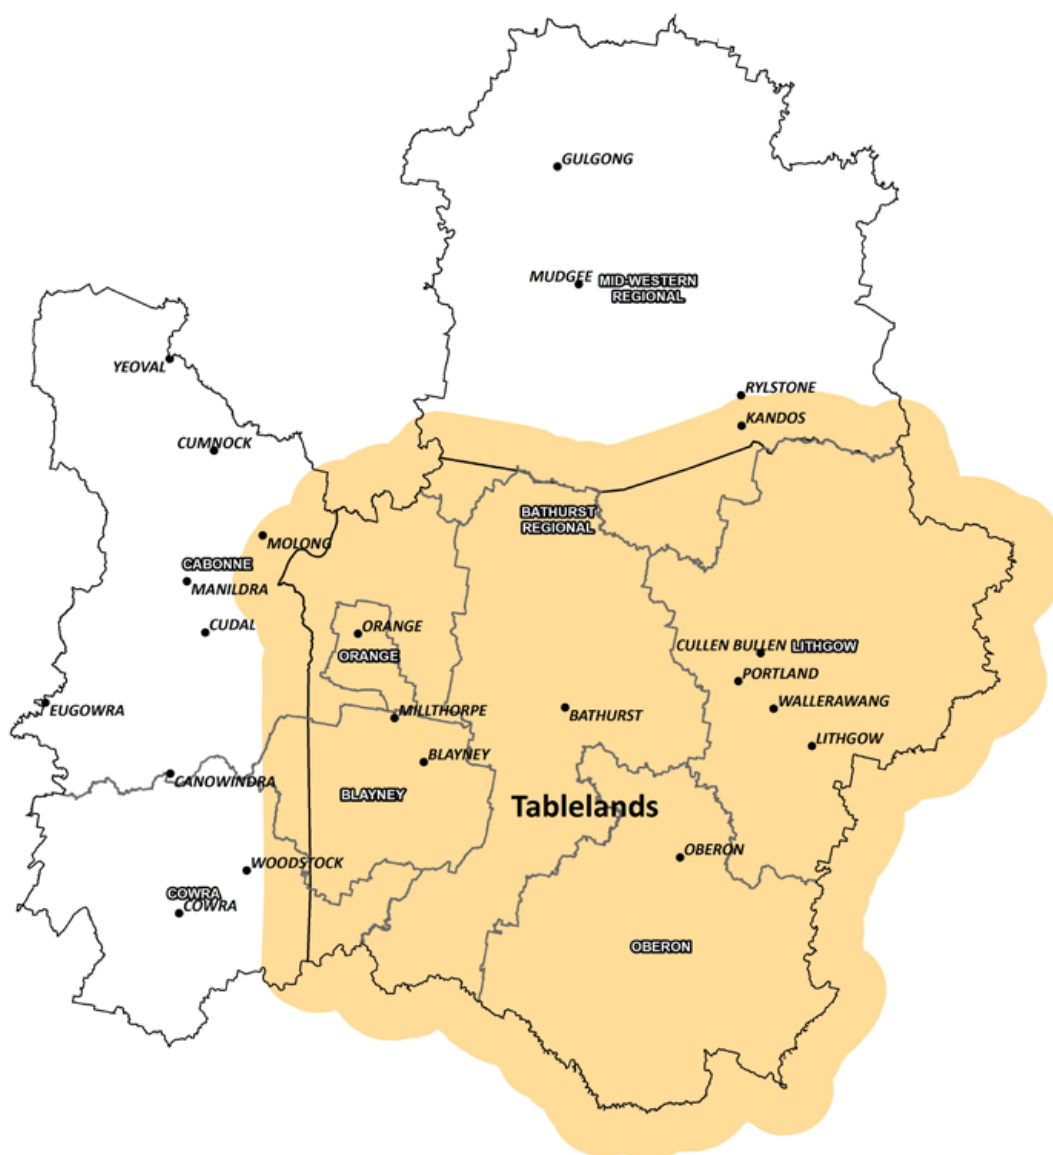 GULGONG
MUDGEE
MID-WESTERN
REGIONAL
YEOVAL
RYLSTONE
KANDOS
CUMNOCK
BATHURST
REGIONAL
MOLONG
CABONNE
MANILDRA
CUDAL
ORANGE
ORANGE
CULLEN BULLEN
LITHGOW
PORTLAND
EUGOWRA
MILLTHORPE
BATHURST
WALLERAWANG
LITHGOW
BLAYNEY
CANOWINDRA
BLAYNEY
Tablelands
OBERON
WOODSTOCK
COWRA
COWRA
OBERON